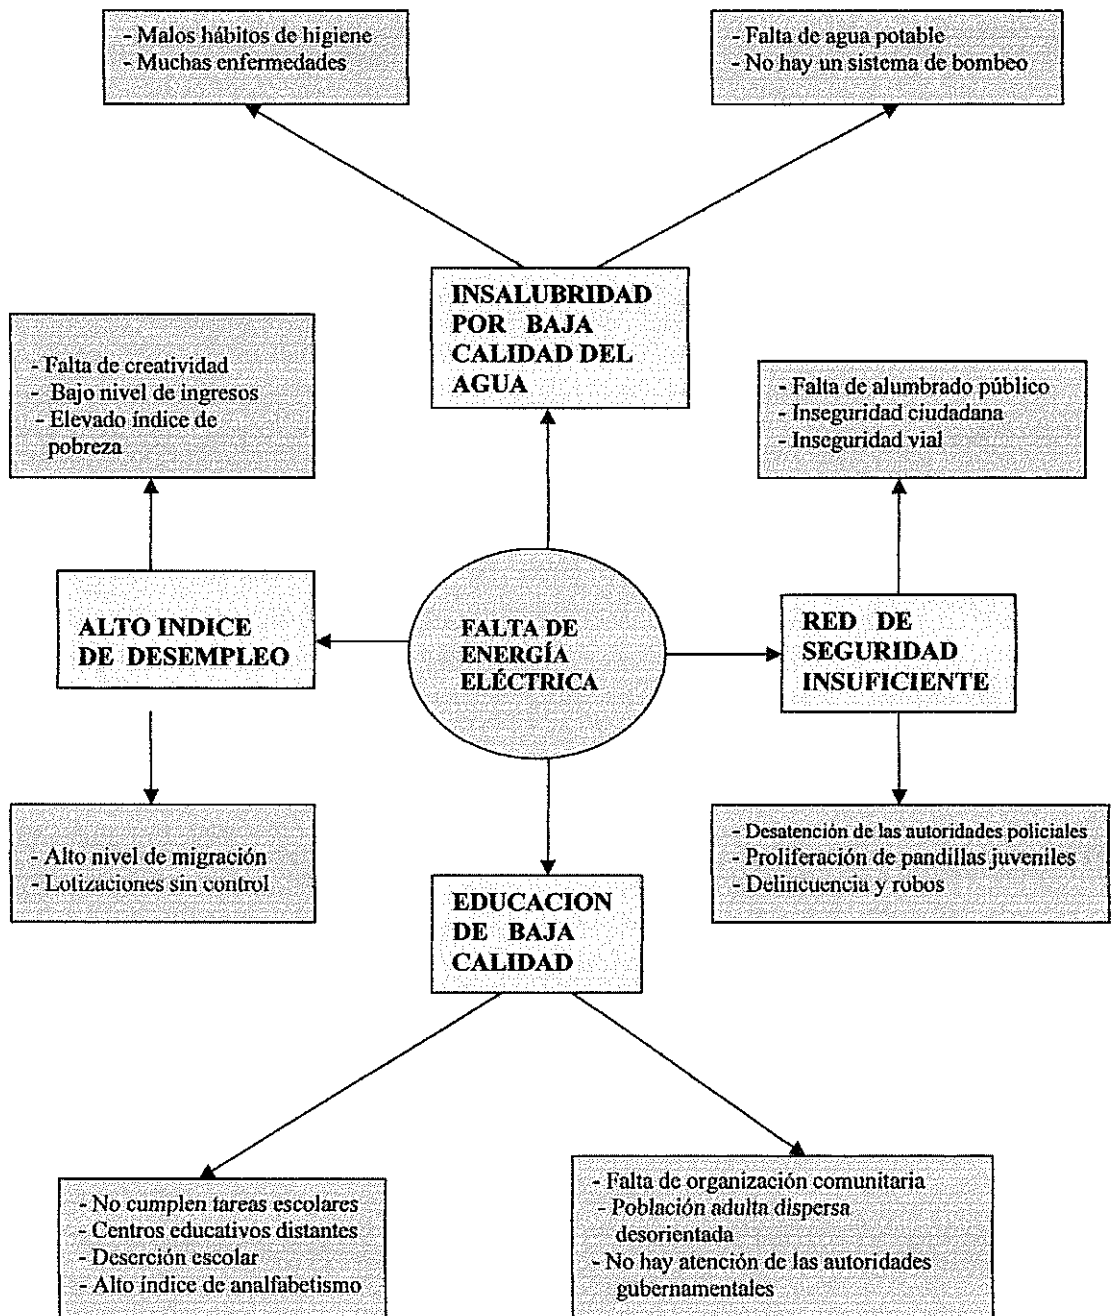 - Malos hábitos de higiene
- Muchas enfermedades
- Falta de agua potable
- No hay un sistema de bombeo
INSALUBRIDAD
POR BAJA
CALIDAD DEL
AGUA
- Falta de creatividad
- Bajo nivel de ingresos
- Elevado índice de
pobreza
- Falta de alumbrado público
- Inseguridad ciudadana
- Inseguridad vial
ALTO INDICE
DE DESEMPLEO
FALTA DE
ENERGÍA
ELÉCTRICA
RED DE
SEGURIDAD
INSUFICIENTE
- Alto nivel de migración
- Lotizaciones sin control
- Desatención de las autoridades policiales
- Proliferación de pandillas juveniles
- Delincuencia y robos
EDUCACION
DE BAJA
CALIDAD
- No cumplen tareas escolares
- Centros educativos distantes
- Deserción escolar
- Alto índice de analfabetismo
- Falta de organización comunitaria
- Población adulta dispersa
desorientada
- No hay atención de las autoridades
gubernamentales